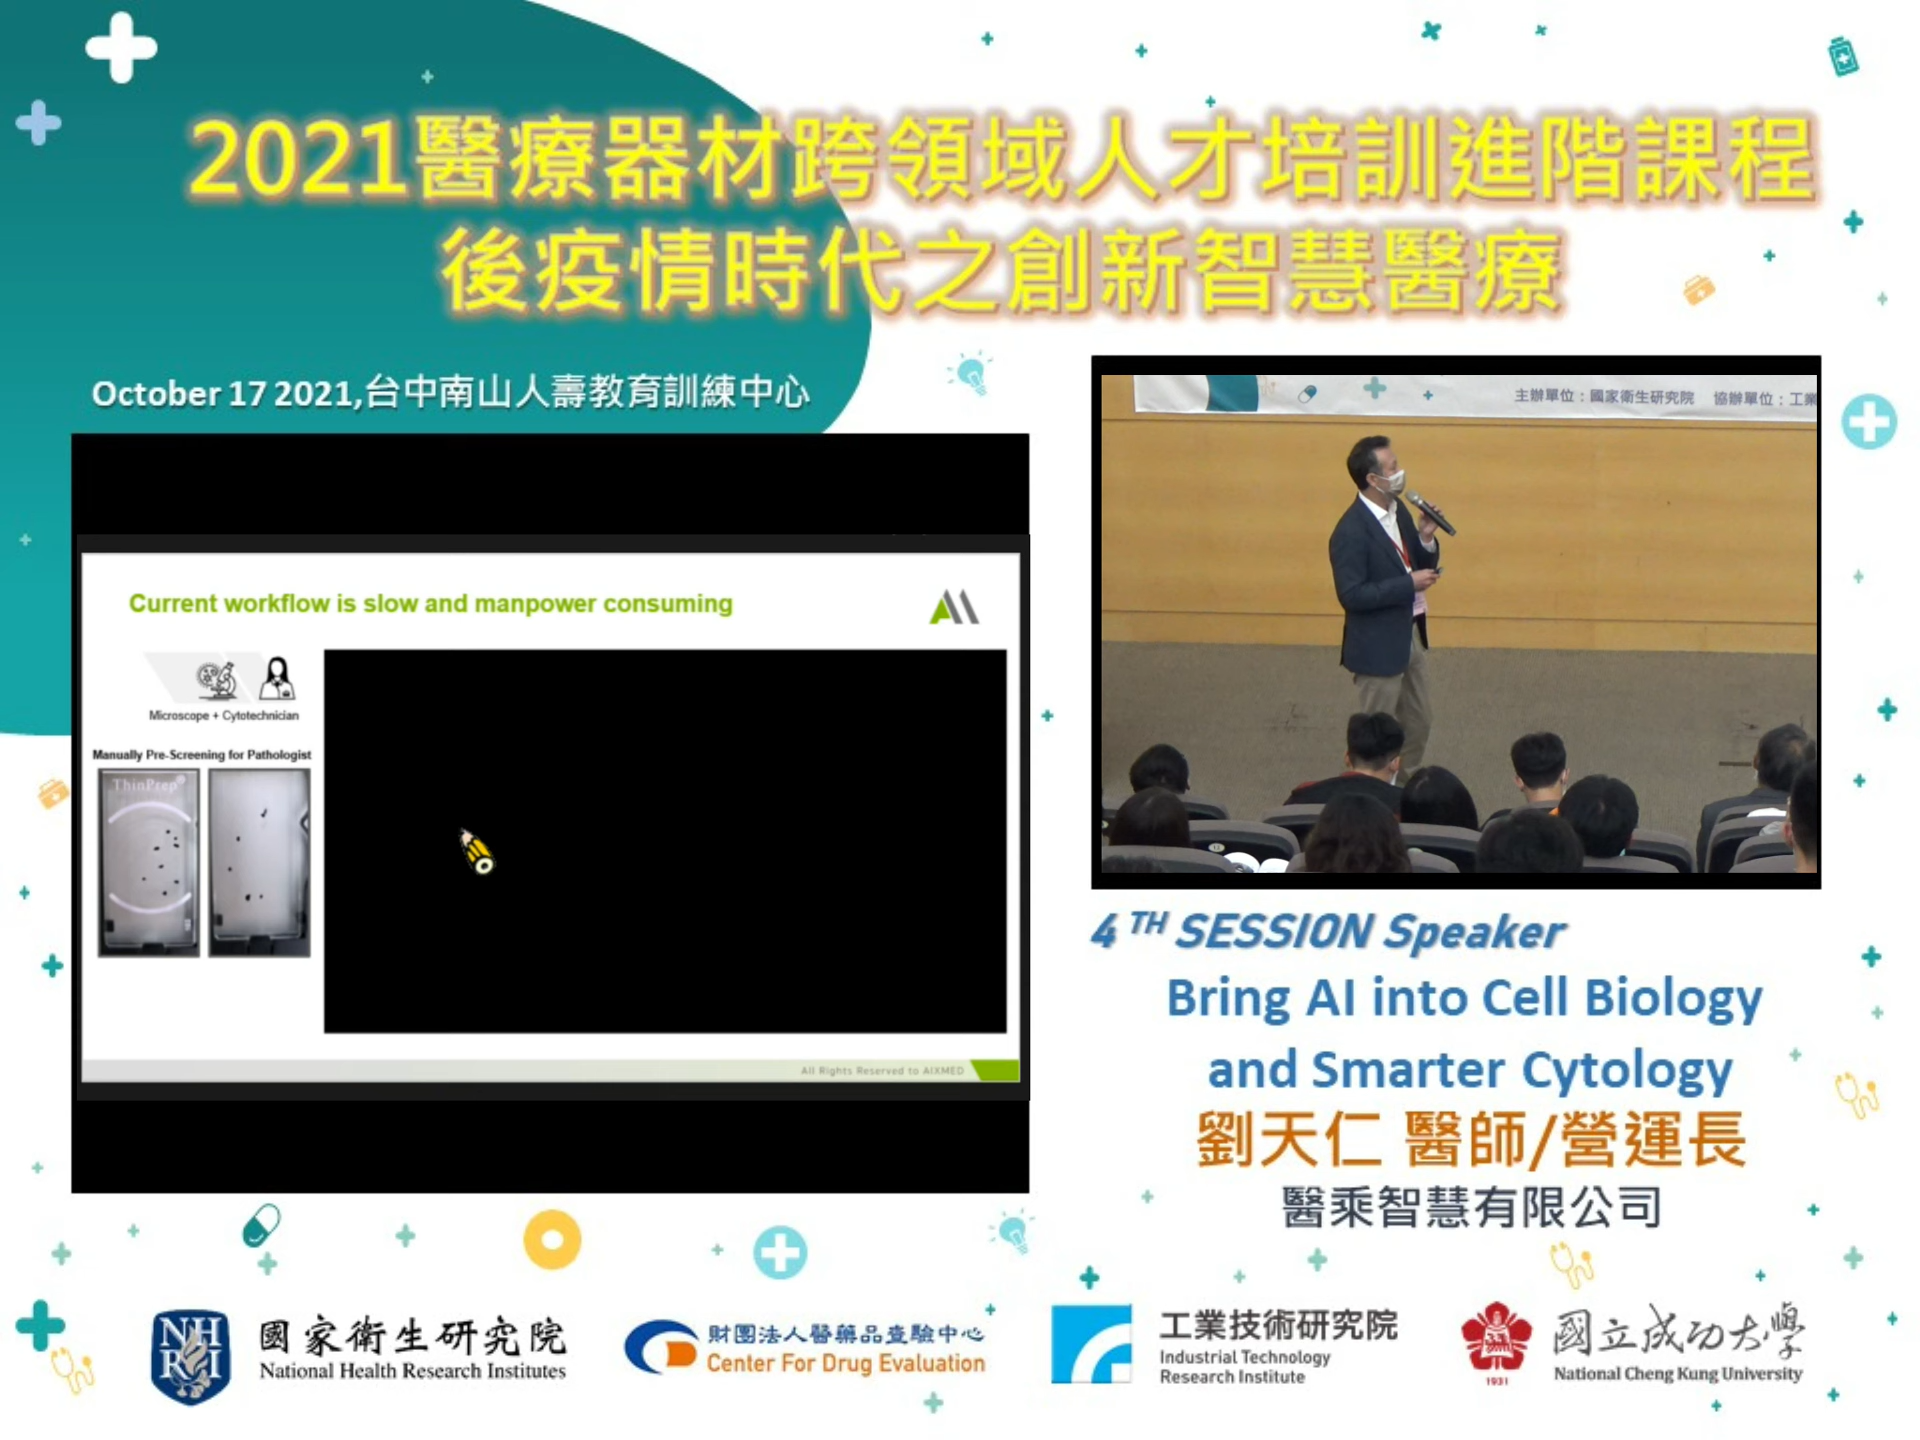 2021醫療器材跨領域人才培訓進階課程
後疫情時代之創新智慧醫療
October 17 2021,台中南山人壽教育訓練中心
Current workflow is slow and manpower consuming
Microscope + Cytotechnician
Manually Pre-Screening for Pathologist
ThinPrep®
All Rights Reserved to AIXMED
主辦單位：國家衛生研究院 協辦單位：工業
4 TH SESSION Speaker
Bring AI into Cell Biology
and Smarter Cytology
劉天仁 醫師/營運長
醫乘智慧有限公司
NHRI
國家衛生研究院
National Health Research Institutes
財團法人醫藥品查驗中心
Center For Drug Evaluation
工業技術研究院
Industrial Technology
Research Institute
1931
國立成功大學
National Cheng Kung University